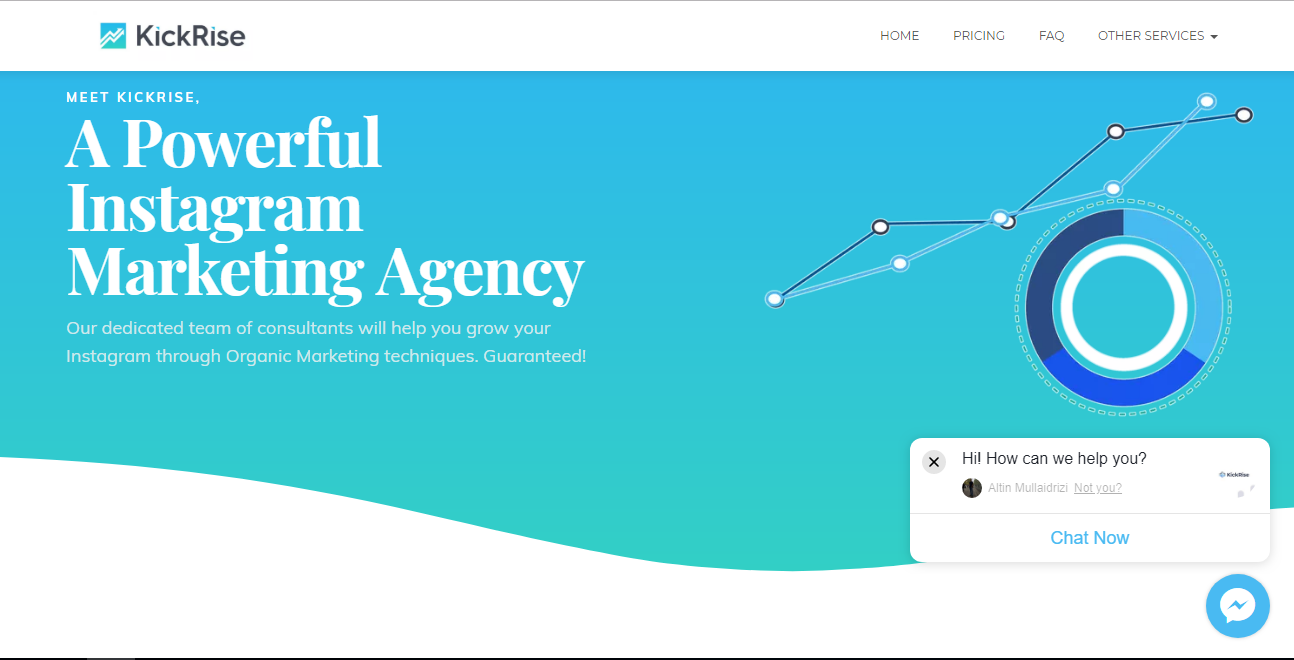 KickRise
HOME PRICING FAQ OTHER SERVICES
MEET KICKRISE,
A Powerful
Instagram
Marketing Agency
Our dedicated team of consultants will help you grow your
Instagram through Organic Marketing techniques. Guaranteed!
Hi! How can we help you?
KickRise
Altin Mullaidrizi Not you?
Chat Now